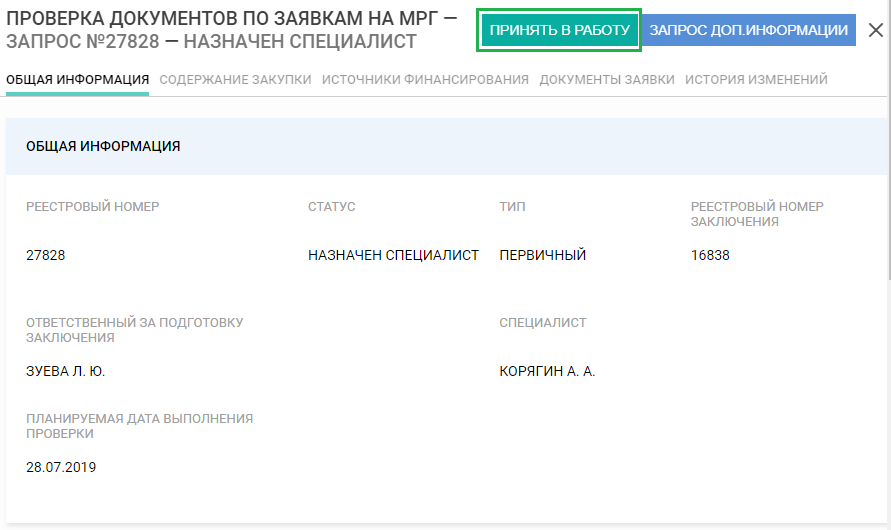 ПРОВЕРКА ДОКУМЕНТОВ ПО ЗАЯВКАМ НА МРГ —
ЗАПРОС №27828 — НАЗНАЧЕН СПЕЦИАЛИСТ
ПРИНЯТЬ В РАБОТУ
ЗАПРОС ДОП.ИНФОРМАЦИИ
ОБЩАЯ ИНФОРМАЦИЯ СОДЕРЖАНИЕ ЗАКУПКИ ИСТОЧНИКИ ФИНАНСИРОВАНИЯ ДОКУМЕНТЫ ЗАЯВКИ ИСТОРИЯ ИЗМЕНЕНИЙ
ОБЩАЯ ИНФОРМАЦИЯ
РЕЕСТРОВЫЙ НОМЕР
27828
СТАТУС
НАЗНАЧЕН СПЕЦИАЛИСТ
ТИП
ПЕРВИЧНЫЙ
РЕЕСТРОВЫЙ НОМЕР
ЗАКЛЮЧЕНИЯ
16838
ОТВЕТСТВЕННЫЙ ЗА ПОДГОТОВКУ
ЗАКЛЮЧЕНИЯ
ЗУЕВА Л. Ю.
СПЕЦИАЛИСТ
КОРЯГИН А. А.
ПЛАНИРУЕМАЯ ДАТА ВЫПОЛНЕНИЯ
ПРОВЕРКИ
28.07.2019